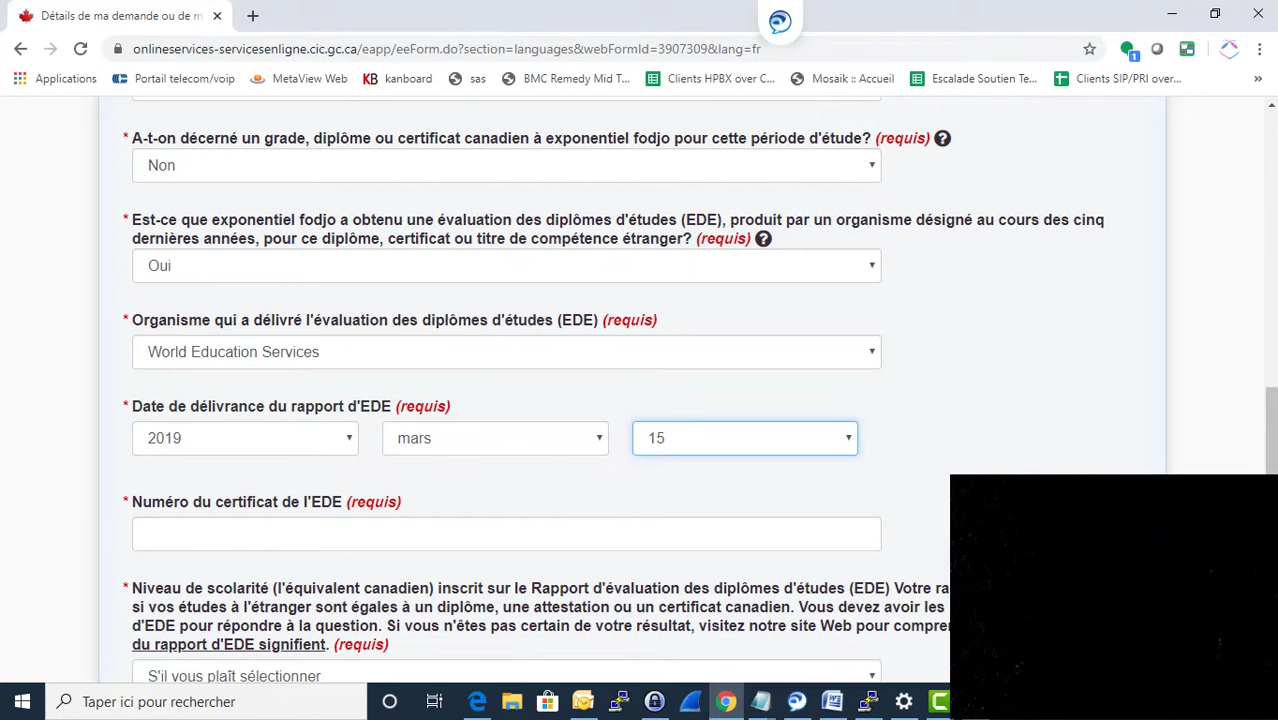 Détails de ma demande ou de m
onlineservices-servicesenligne.cic.gc.ca/eapp/eeForm.do?section=languages&webFormId=3907309&lang=fr
1
Applications Portail telecom/voip MetaView Web KB kanboard sas BMC Remedy Mid T... Clients HPBX over C... Mosaik :: Accueil Escalade Soutien Te... Clients SIP/PRI over...
* A-t-on décerné un grade, diplôme ou certificat canadien à exponentiel fodjo pour cette période d'étude? (requis) ?
Non
* Est-ce que exponentiel fodjo a obtenu une évaluation des diplômes d'études (EDE), produit par un organisme désigné au cours des cinq
dernières années, pour ce diplôme, certificat ou titre de compétence étranger? (requis) ?
Oui
* Organisme qui a délivré l'évaluation des diplômes d'études (EDE) (requis)
World Education Services
* Date de délivrance du rapport d'EDE (requis)
2019 mars 15
* Numéro du certificat de l'EDE (requis)
* Niveau de scolarité (l'équivalent canadien) inscrit sur le Rapport d'évaluation des diplômes d'études (EDE) Votre ra
si vos études à l'étranger sont égales à un diplôme, une attestation ou un certificat canadien. Vous devez avoir les
d'EDE pour répondre à la question. Si vous n'êtes pas certain de votre résultat, visitez notre site Web pour compren
du rapport d'EDE signifient. (requis)
S'il vous plaît sélectionner
Taper ici pour rechercher